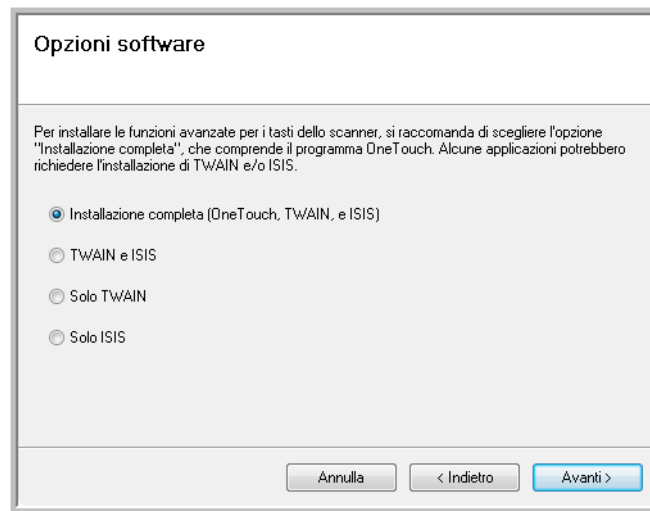 Opzioni software
Per installare le funzioni avanzate per i tasti dello scanner, si raccomanda di scegliere l'opzione
"Installazione completa", che comprende il programma OneTouch. Alcune applicazioni potrebbero
richiedere l'installazione di TWAIN e/o ISIS.
Installazione completa (OneTouch, TWAIN, e ISIS)
TWAIN e ISIS
Solo TWAIN
Solo ISIS
Annulla < Indietro Avanti >